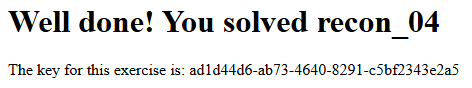 Well done! You solved recon_04
The key for this exercise is: ad1d44d6-ab73-4640-8291-c5bf2343e2a5